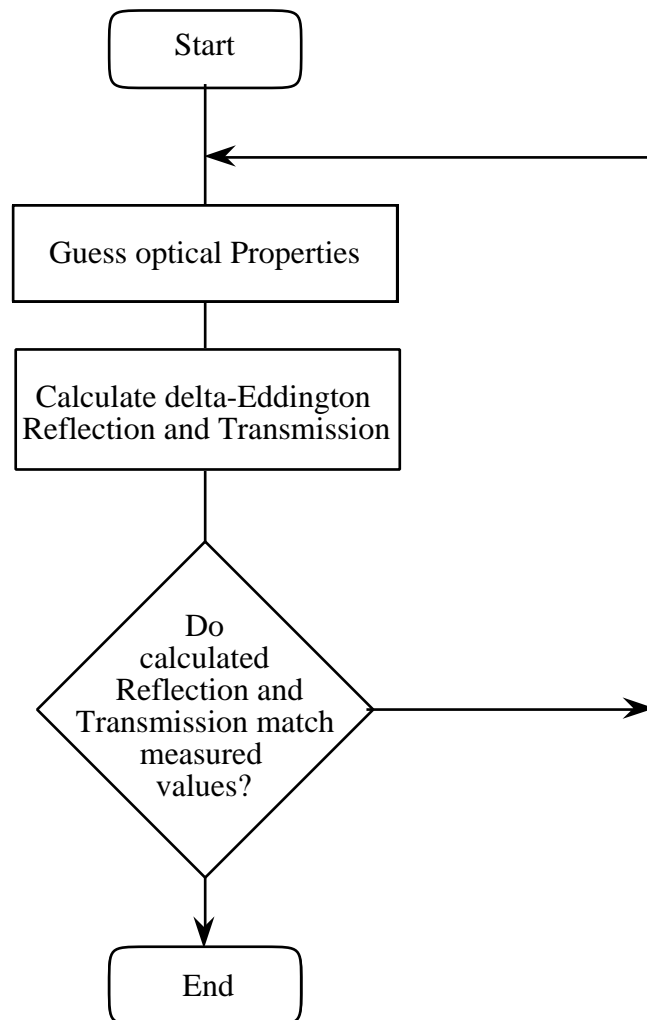 Start
Guess optical Properties
Calculate delta-Eddington
Reflection and Transmission
Do
calculated
Reflection and
Transmission match
measured
values?
End